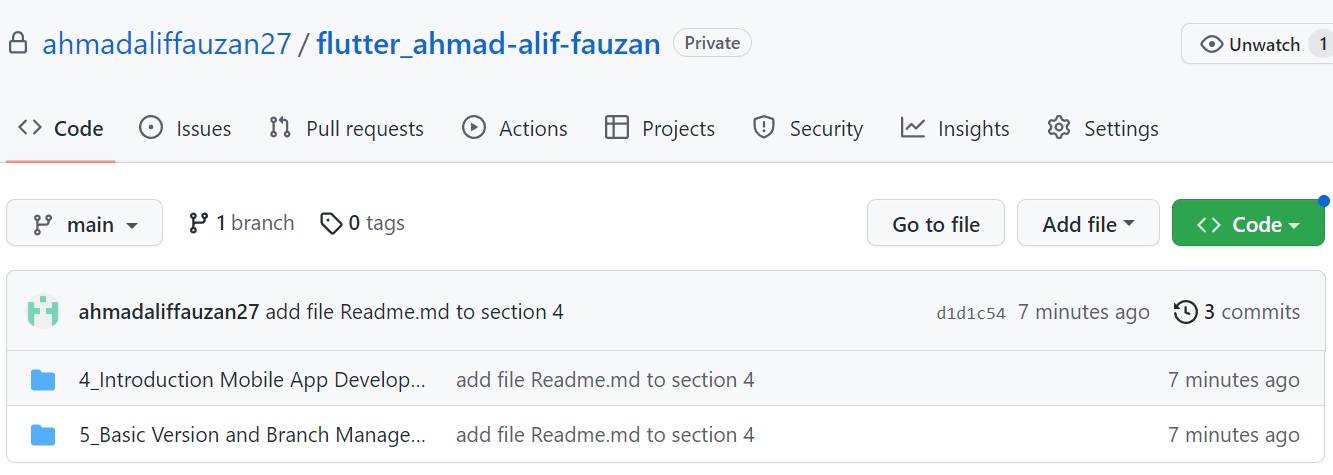 ahmadaliffauzan27 / flutter_ahmad-alif-fauzan Private Unwatch 1
Code Issues Pull requests Actions Projects Security Insights Settings
main 1 branch 0 tags Go to file Add file Code
ahmadaliffauzan27 add file Readme.md to section 4 d1d1c54 7 minutes ago 3 commits
4_Introduction Mobile App Develop... add file Readme.md to section 4 7 minutes ago
5_Basic Version and Branch Manage... add file Readme.md to section 4 7 minutes ago